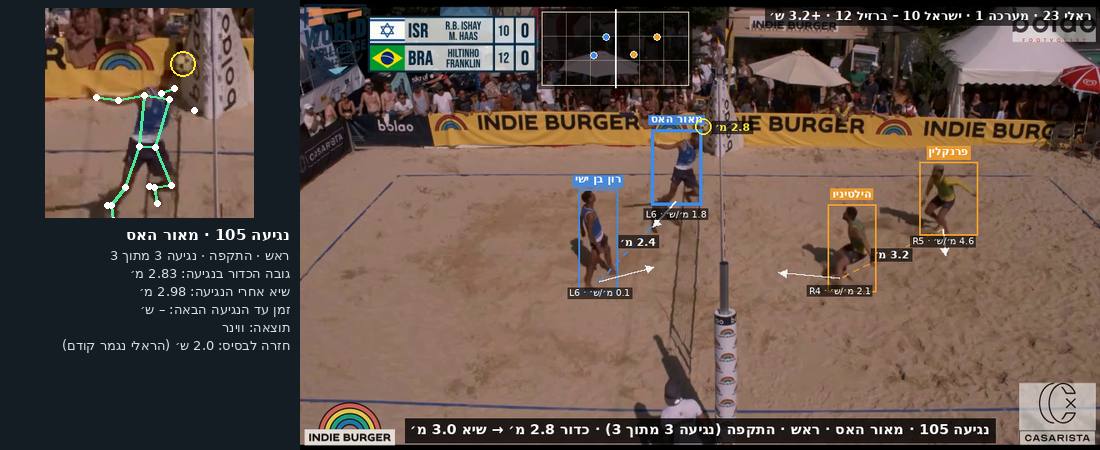 ראלי 23 · מערכה 1 · ישראל 10 – ברזיל 12 · +3.2 ש׳
WORLD
ISR R.B. ISHAY M. HAAS 10 0
BRA HILTINHO FRANKLIN 12 0
INDIE BURGER
bolao
FOOTVOLLEY
CASARISTA
bolao
INDIE BURGER
INDIE BURGER
מאור האס
2.8 מ׳
L6 · 1.8 מ׳/ש׳
רון בן ישי
2.4 מ׳
L6 · 0.1 מ׳/ש׳
פרנקלין
R5 · 4.6 מ׳/ש׳
הילטיניו
3.2 מ׳
R4 · 2.1 מ׳/ש׳
נגיעה 105 · מאור האס
ראש · התקפה · נגיעה 3 מתוך 3
גובה הכדור בנגיעה: 2.83 מ׳
שיא אחרי הנגיעה: 2.98 מ׳
זמן עד הנגיעה הבאה: – ש׳
תוצאה: ווינר
חזרה לבסיס: 2.0 ש׳ (הראלי נגמר קודם)
INDIE BURGER
נגיעה 105 · מאור האס · ראש · התקפה (נגיעה 3 מתוך 3) · כדור 2.8 מ׳ → שיא 3.0 מ׳
CASARISTA